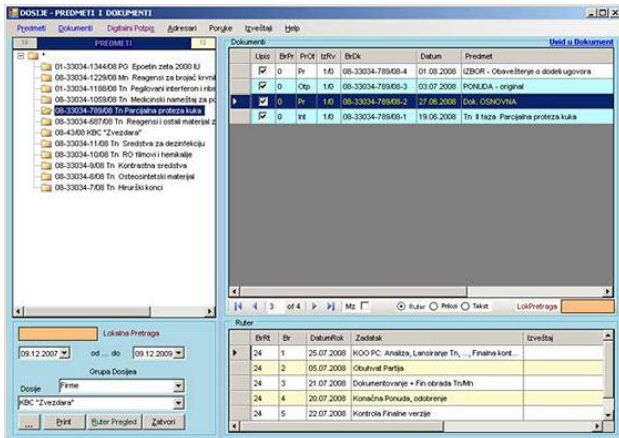 DOSIJE - PREDMETI I DOKUMENTI
Predmeti Dokumenti Digitalni Potpis Adresari Poruke Izveštaji Help
PREDMETI 12
01-33034-1344/08 PG Epoetin zeta 2000 IU
08-33034-1229/08 Mn Reagensi za brojač krvnih
01-33034-1186/08 Tn Pegilovani interferon i riba
08-33034-1059/08 Tn Medicinski nameštaj za po
08-33034-789/08 Tn Parcijalna proteza kuka
08-33034-687/08 Tn Reagensi i ostali materijal z
08-43/08 KBC "Zvezdara"
08-33034-11/08 Tn Sredstva za dezinfekciju
08-33034-10/08 Tn RO filmovi i hemikalije
08-33034-9/08 Tn Kontrastna sredstva
08-33034-8/08 Tn Osteosintetski materijal
08-33034-7/08 Tn Hirurški konci
Lokalna Pretraga
09.12.2007 od ... do 09.12.2009
Grupa Dosijea
Dosije Firme
KBC "Zvezdara"
... Print Ruter Pregled Zatvori
Dokumenti Uvid u Dokument
Upis BrPr PrOt IzRv BrDk Datum Predmet
0 Pr 1/0 08-33034-789/08-4 01.08.2008 IZBOR - Obaveštenje o dodeli ugovora
0 Otp 1/0 08-33034-789/08-3 03.07.2008 PONUDA - original
0 Pr 1/0 08-33034-789/08-2 27.06.2008 Dok. OSNOVNA
0 Int 1/0 08-33034-789/08-1 19.06.2008 Tn II faza Parcijalna proteza kuka
3 of 4 Mz Ruter Prilozi Tekst LokPretraga
Ruter
BrRt Br DatumRok Zadatak Izveštaj
24 1 25.07.2008 KOO PC: Analiza, Lansiranje Tn, ..., Finalna kont...
24 2 05.07.2008 Obuhvat Partija
24 3 21.07.2008 Dokumentovanje + Fin obrada Tn/Mn
24 4 20.07.2008 Konačna Ponuda, odobrenje
24 5 22.07.2008 Kontrola Finalne verzije